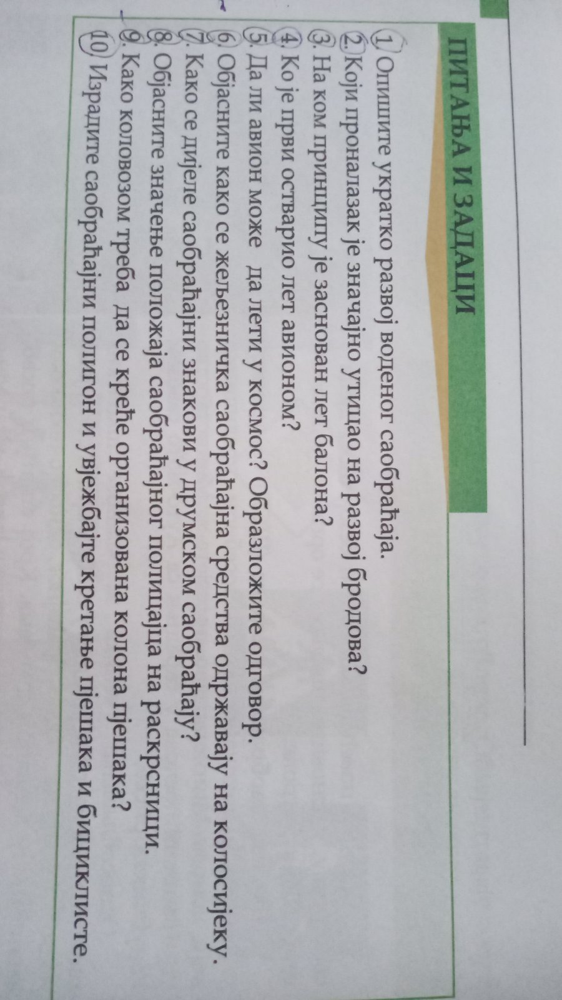 ПИТАЊА И ЗАДАЦИ
1. Опишите укратко развој воденог саобраћаја.
2. Који проналазак је значајно утицао на развој бродова?
3. На ком принципу је заснован лет балона?
4. Ко је први остварио лет авионом?
5. Да ли авион може да лети у космос? Образложите одговор.
6. Објасните како се жељезничка саобраћајна средства одржавају на колосијеку.
7. Како се дијеле саобраћајни знакови у друмском саобраћају?
8. Објасните значење положаја саобраћајног полицајца на раскрсници.
9. Како коловозом треба да се креће организована колона пјешака?
10. Израдите саобраћајни полигон и увјежбајте кретање пјешака и бициклисте.